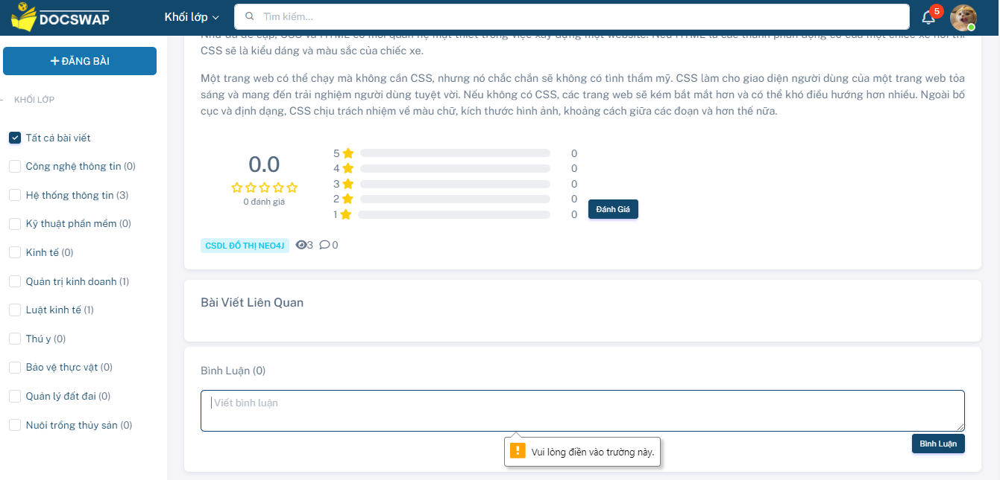 DOCSWAP
Khối lớp
Tìm kiếm...
5
ĐĂNG BÀI
KHỐI LỚP
Tất cả bài viết
Công nghệ thông tin (0)
Hệ thống thông tin (3)
Kỹ thuật phần mềm (0)
Kinh tế (0)
Quản trị kinh doanh (1)
Luật kinh tế (1)
Thú y (0)
Bảo vệ thực vật (0)
Quản lý đất đai (0)
Nuôi trồng thủy sản (0)
Như đã đề cập, CSS và HTML có mối quan hệ mật thiết trong việc xây dựng một website. Nếu HTML là các thành phần động cơ của một chiếc xe hơi thì
CSS sẽ là kiểu dáng và màu sắc của chiếc xe.
Một trang web có thể chạy mà không cần CSS, nhưng nó chắc chắn sẽ không có tình thẩm mỹ. CSS làm cho giao diện người dùng của một trang web tỏa
sáng và mang đến trải nghiệm người dùng tuyệt vời. Nếu không có CSS, các trang web sẽ kém bắt mắt hơn và có thể khó điều hướng hơn nhiều. Ngoài bố
cục và định dạng, CSS chịu trách nhiệm về màu chữ, kích thước hình ảnh, khoảng cách giữa các đoạn và hơn thế nữa.
0.0
0 đánh giá
5 0
4 0
3 0
2 0
1 0
Đánh Giá
CSDL ĐỒ THỊ NEO4J 3 0
Bài Viết Liên Quan
Bình Luận (0)
Viết bình luận
Vui lòng điền vào trường này.
Bình Luận